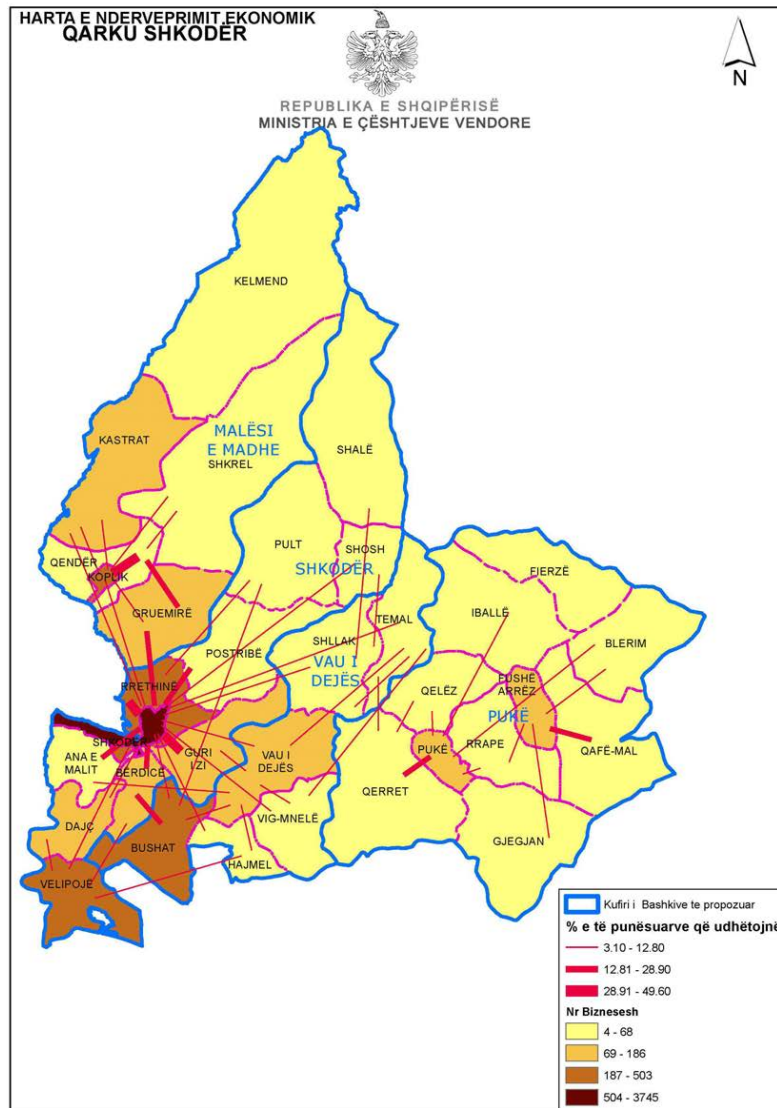 HARTA E NDERVEPRIMIT EKONOMIK
QARKU SHKODËR
N
REPUBLIKA E SHQIPËRISË
MINISTRIA E ÇËSHTJEVE VENDORE
KELMEND
KASTRAT
MALËSI
E MADHE
SHKREL
SHALË
QENDËR
KOPLIK
PULT
SHOSH
SHKODËR
GRUEMIRË
FIERZË
IBALLË
TEMAL
BLERIM
POSTRIBË
SHLLAK
VAU I
DEJËS
RRETHINË
QELËZ
FUSHË
ARRËZ
PUKË
SHKODËR
ANA E
MALIT
BËRDICË
GURI
I ZI
VAU I
DEJËS
PUKË
RRAPE
QAFË-MAL
QERRET
DAJÇ
VIG-MNELË
BUSHAT
HAJMEL
GJEGJAN
VELIPOJË
Kufiri i Bashkive te propozuar
% e të punësuarve që udhëtojnë
3.10 - 12.80
12.81 - 28.90
28.91 - 49.60
Nr Biznesesh
4 - 68
69 - 186
187 - 503
504 - 3745